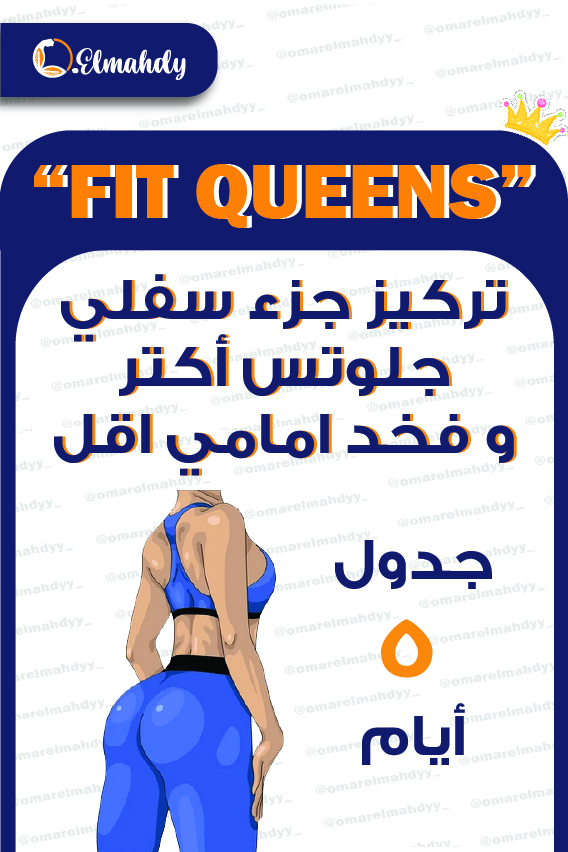 O.Elmahdy
"FIT QUEENS"
تركيز جزء سفلي
جلوتس أكتر
و فخد امامي اقل
جدول
٥
أيام
@omarelmahdyy_